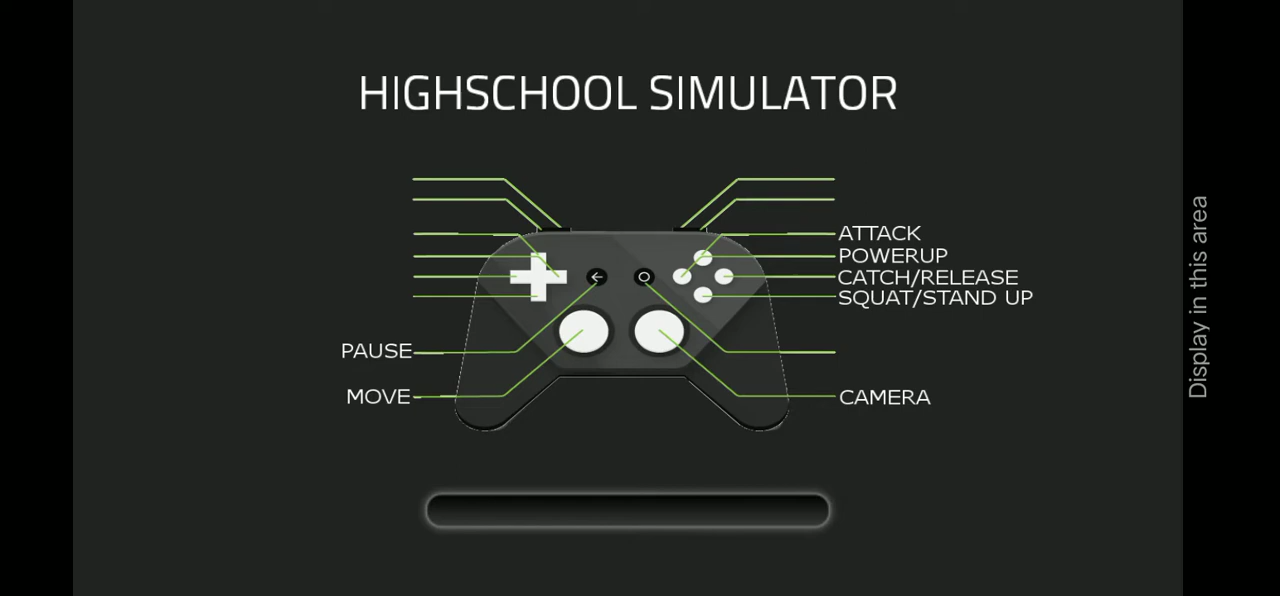 HIGHSCHOOL SIMULATOR
ATTACK
POWERUP
CATCH/RELEASE
SQUAT/STAND UP
PAUSE
MOVE
CAMERA
Display in this area